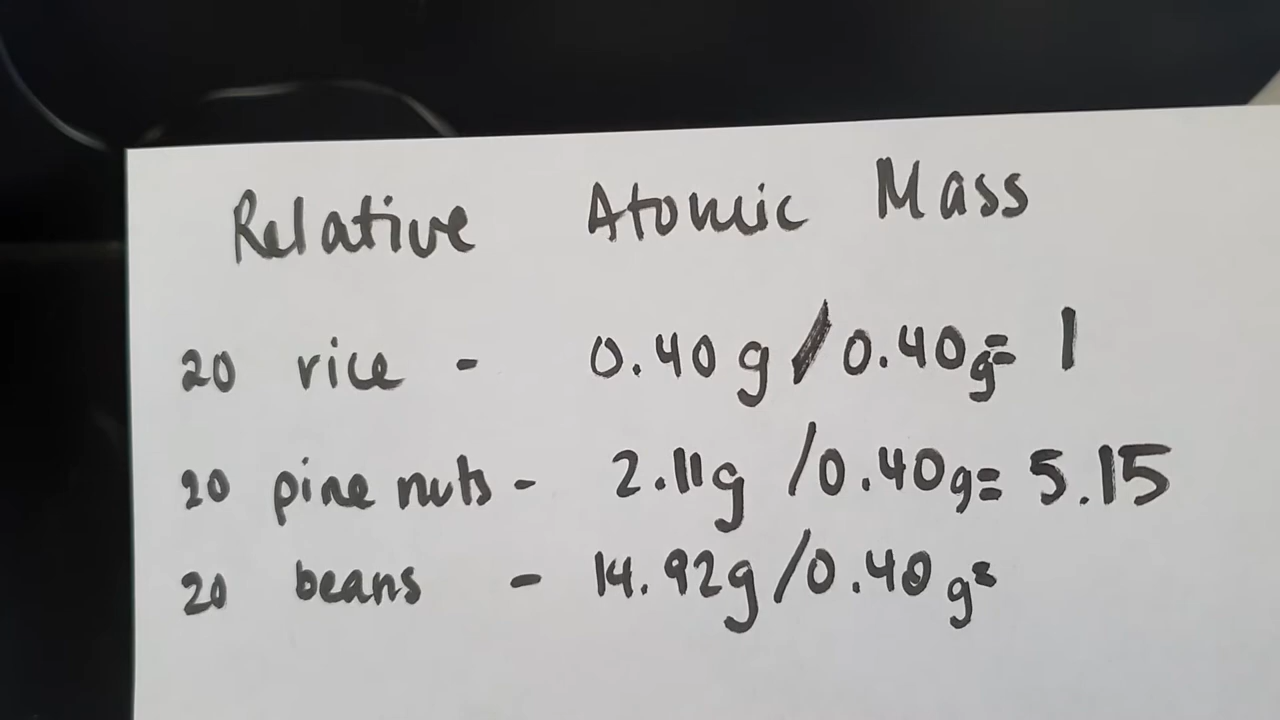 Relative Atomic Mass
20 rice - 0.40 g / 0.40g = 1
20 pine nuts - 2.11g / 0.40g = 5.15
20 beans - 14.92g / 0.40 g =